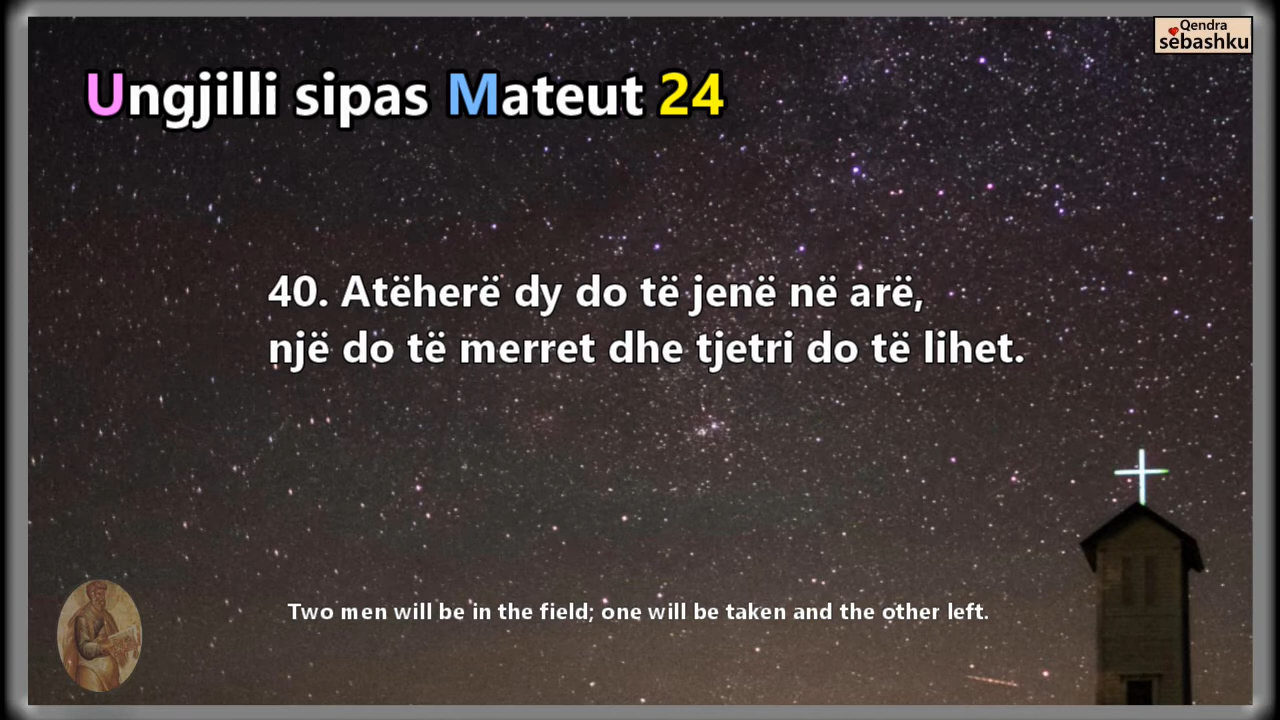 Qendra
sebashku
Ungjilli sipas Mateut 24
40. Atëherë dy do të jenë në arë,
një do të merret dhe tjetri do të lihet.
Two men will be in the field; one will be taken and the other left.